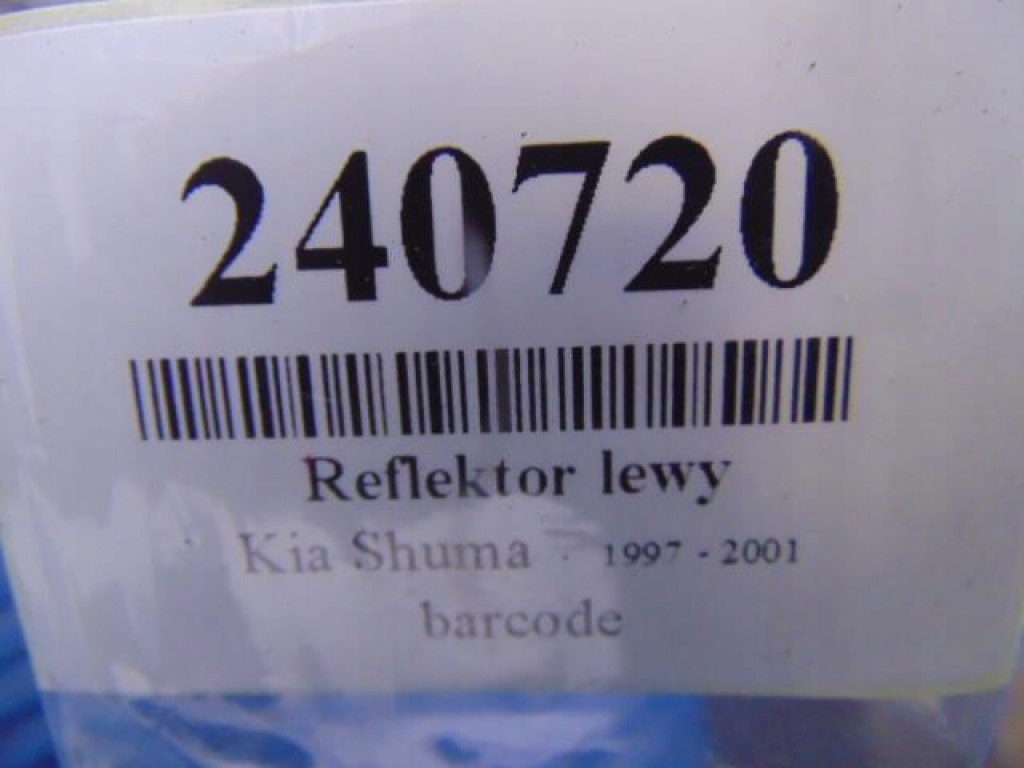 240720
Reflektor lewy
Kia Shuma 1997 - 2001
barcode